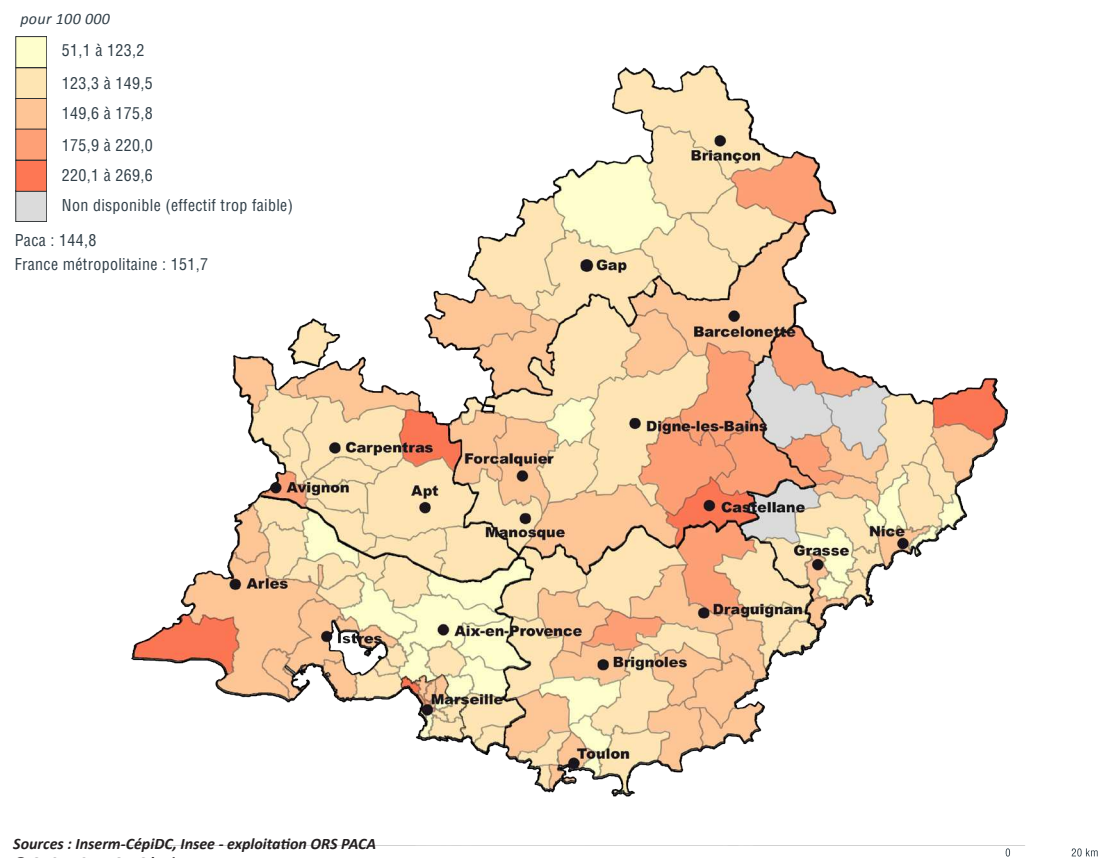 pour 100 000
51,1 à 123,2
123,3 à 149,5
149,6 à 175,8
175,9 à 220,0
220,1 à 269,6
Non disponible (effectif trop faible)
Paca : 144,8
France métropolitaine : 151,7
Briançon
Gap
Barcelonette
Digne-les-Bains
Carpentras
Forcalquier
Avignon
Apt
Castellane
Manosque
Nice
Grasse
Arles
Draguignan
Istres
Aix-en-Provence
Brignoles
Marseille
Toulon
Sources : Inserm-CépiDC, Insee - exploitation ORS PACA
0 20 km